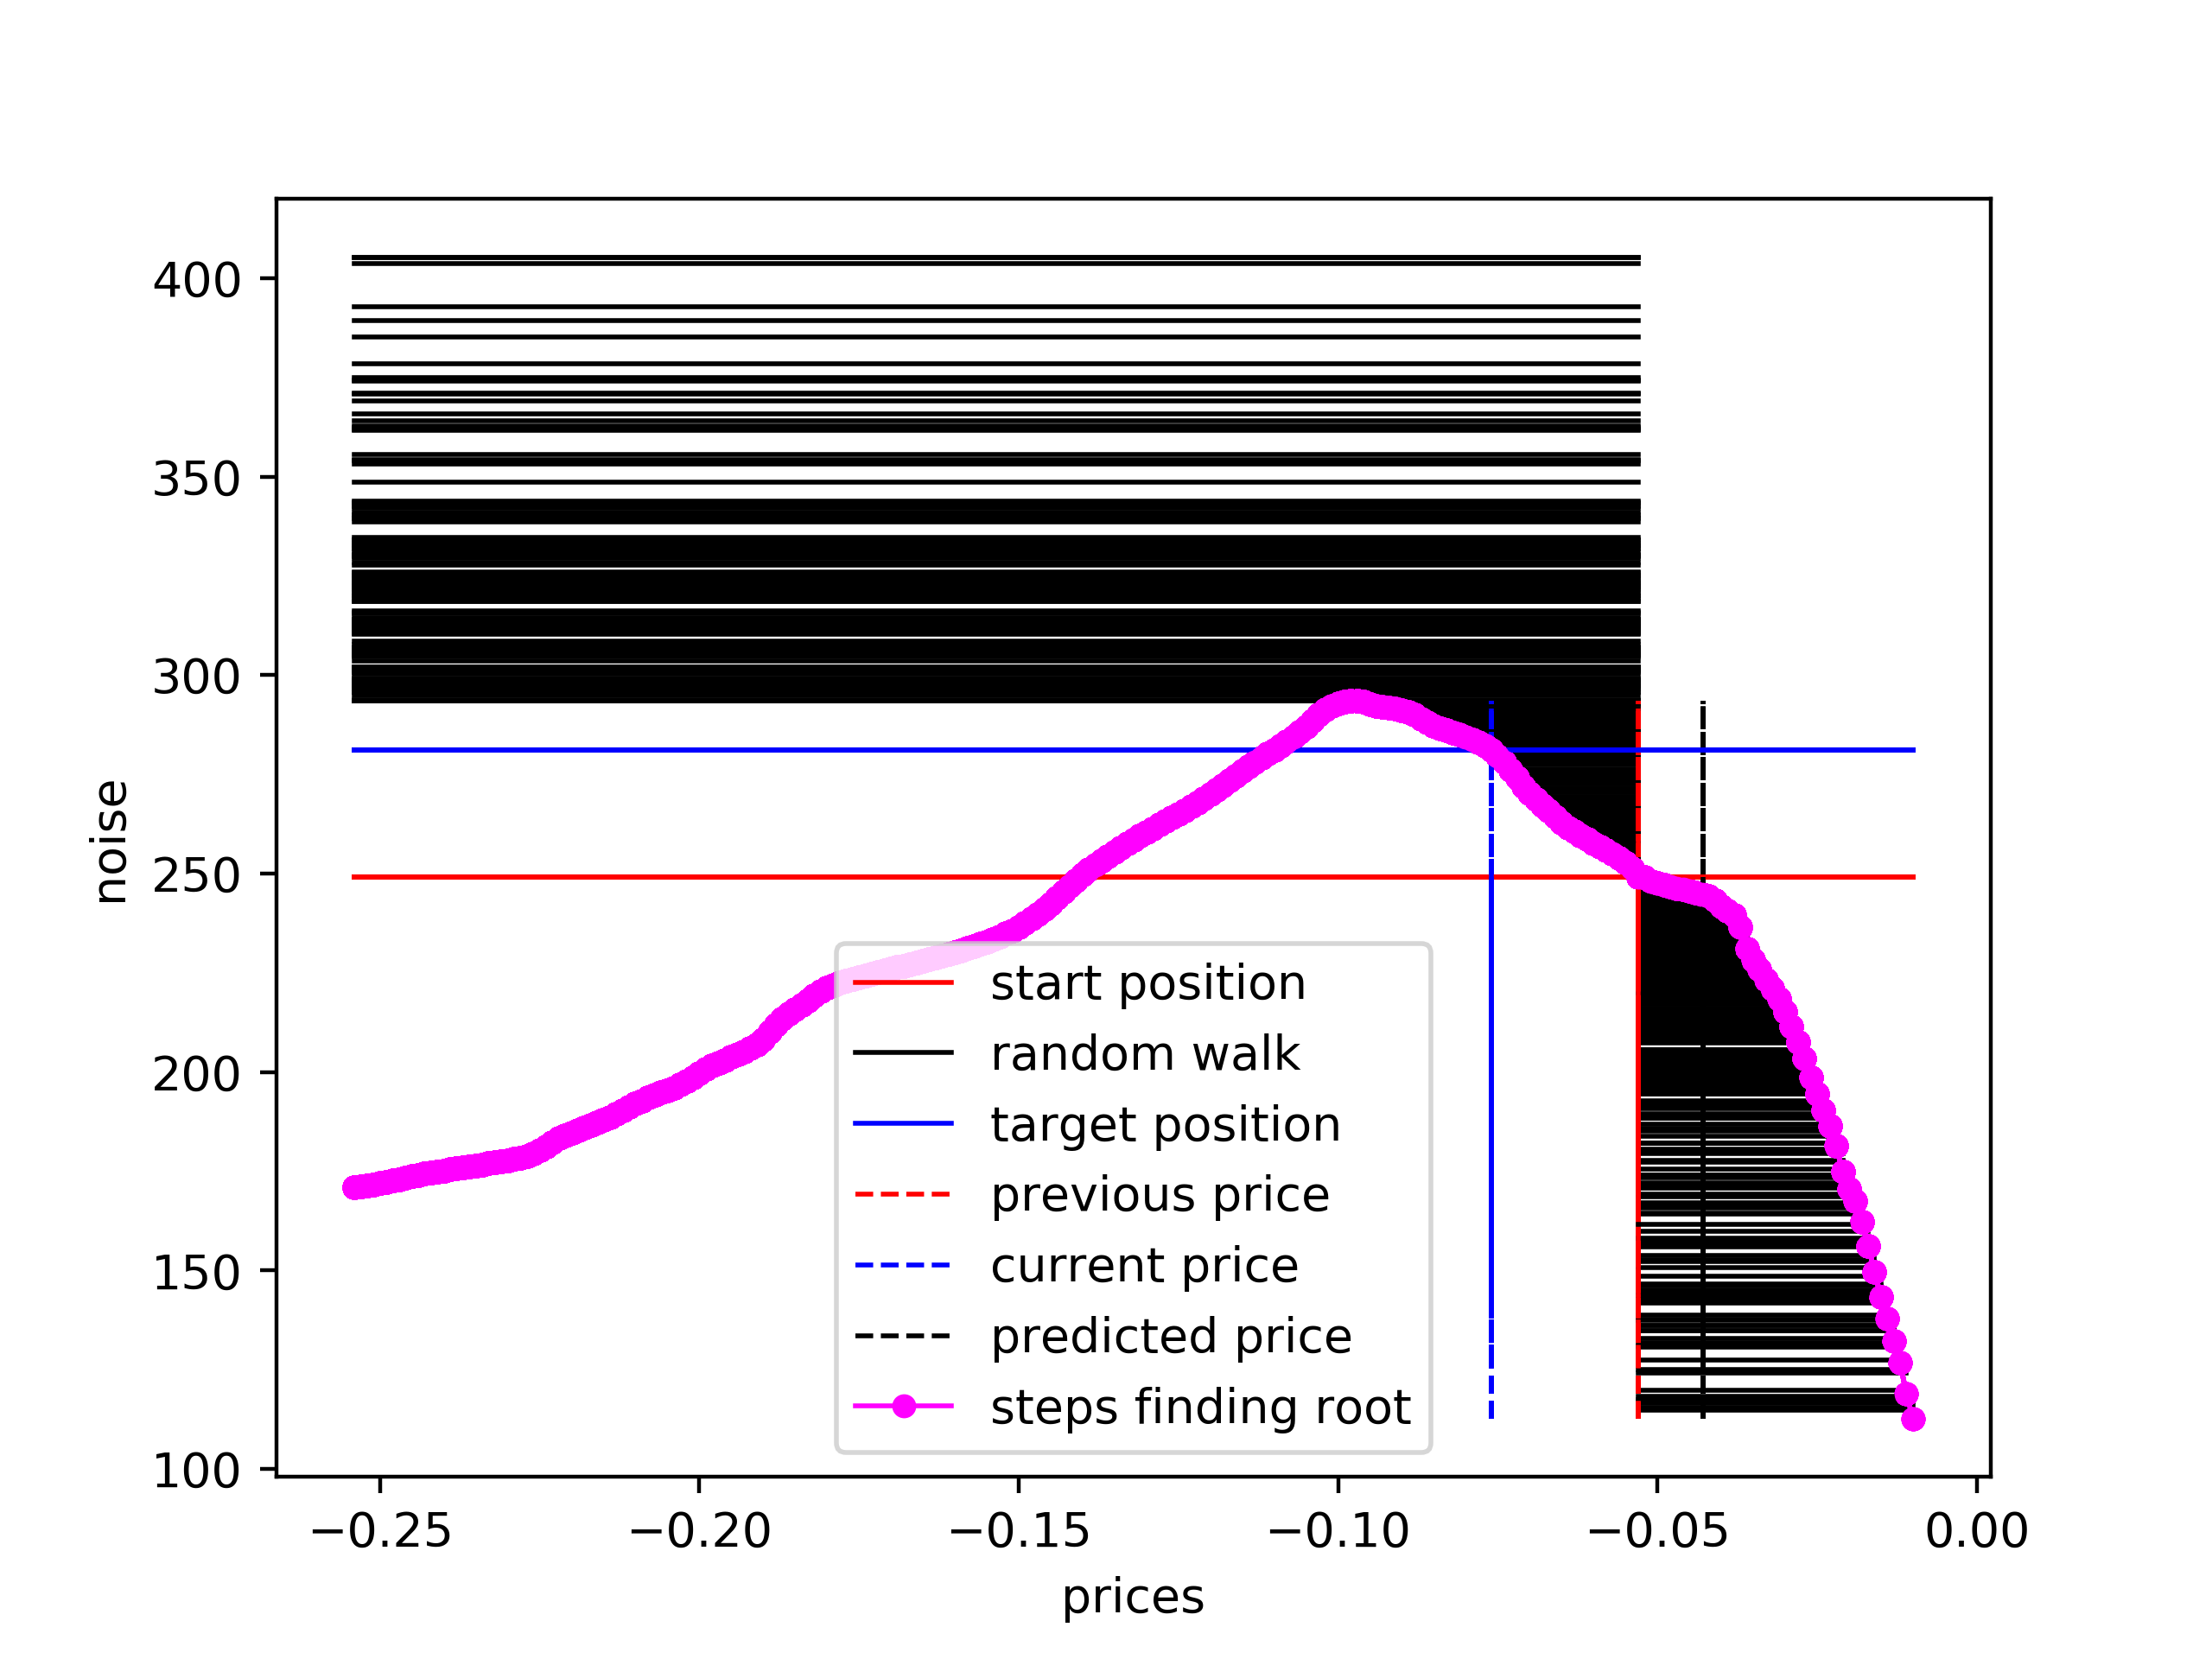 noise
400
350
300
250
200
150
100
start position
random walk
target position
previous price
current price
predicted price
steps finding root
−0.25 −0.20 −0.15 −0.10 −0.05 0.00
prices